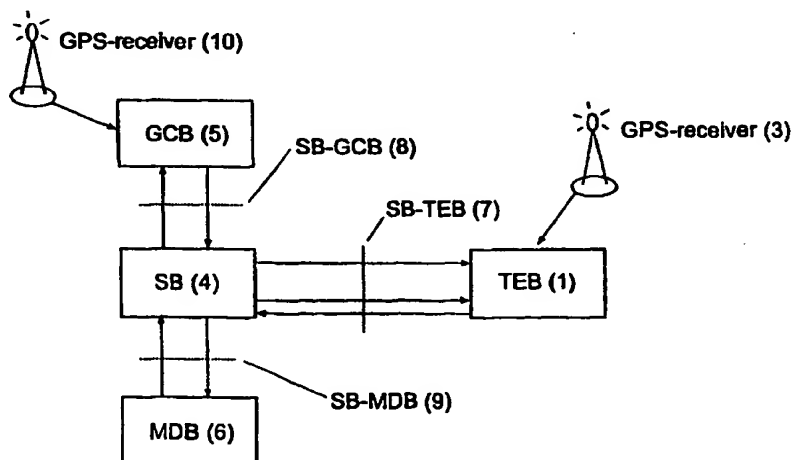 GPS-receiver (10)
GCB (5)
SB-GCB (8)
GPS-receiver (3)
SB-TEB (7)
SB (4)
TEB (1)
SB-MDB (9)
MDB (6)